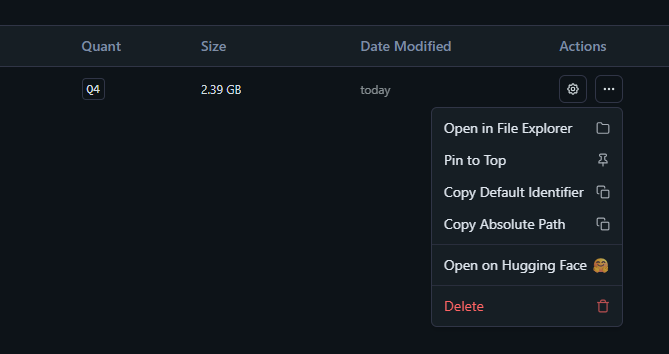 Quant Size Date Modified Actions
Q4 2.39 GB today
Open in File Explorer
Pin to Top
Copy Default Identifier
Copy Absolute Path
Open on Hugging Face
Delete